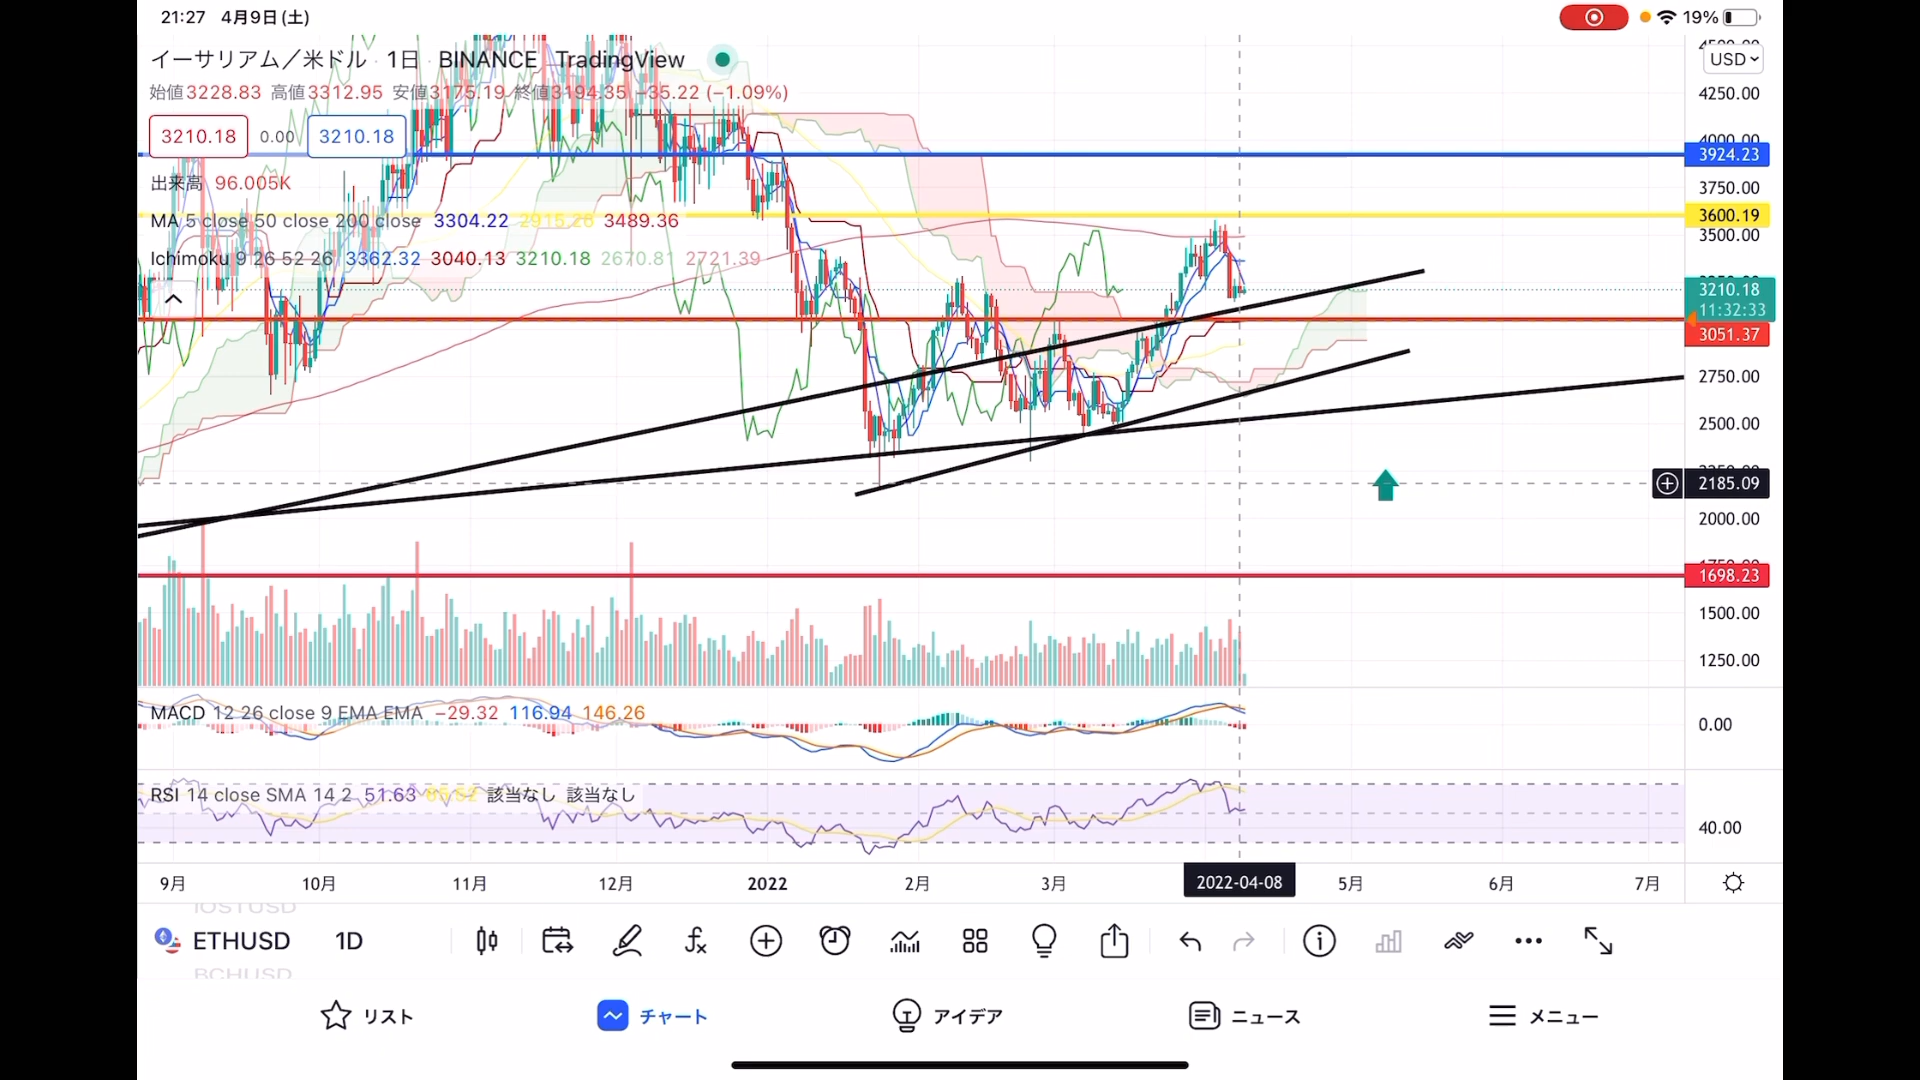 21:27 4月9日(土)
19%
イーサリアム／米ドル · 1日 · BINANCE · TradingView
USD
始値3228.83 高値3312.95 安値3175.19 終値3194.35 −35.22 (−1.09%)
3210.18 0.00 3210.18
出来高 96.005K
MA 5 close 50 close 200 close 3304.22 3489.36
Ichimoku 9 26 52 26 3362.32 3040.13 3210.18 2670.81 2721.39
4250.00
4000.00
3924.23
3750.00
3600.19
3500.00
3210.18
11:32:33
3051.37
2750.00
2500.00
2185.09
2000.00
1698.23
1500.00
1250.00
MACD 12 26 close 9 EMA EMA −29.32 116.94 146.26
0.00
RSI 14 close SMA 14 2 51.63 該当なし 該当なし
40.00
9月 10月 11月 12月 2022 2月 3月 2022-04-08 5月 6月 7月
IOSTUSD
ETHUSD 1D
BCHUSD
リスト チャート アイデア ニュース メニュー